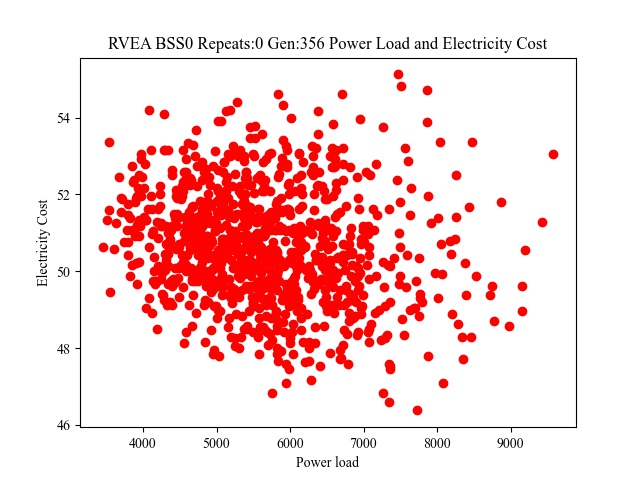 RVEA BSS0 Repeats:0 Gen:356 Power Load and Electricity Cost
54
52
50
48
46
Electricity Cost
4000 5000 6000 7000 8000 9000
Power load